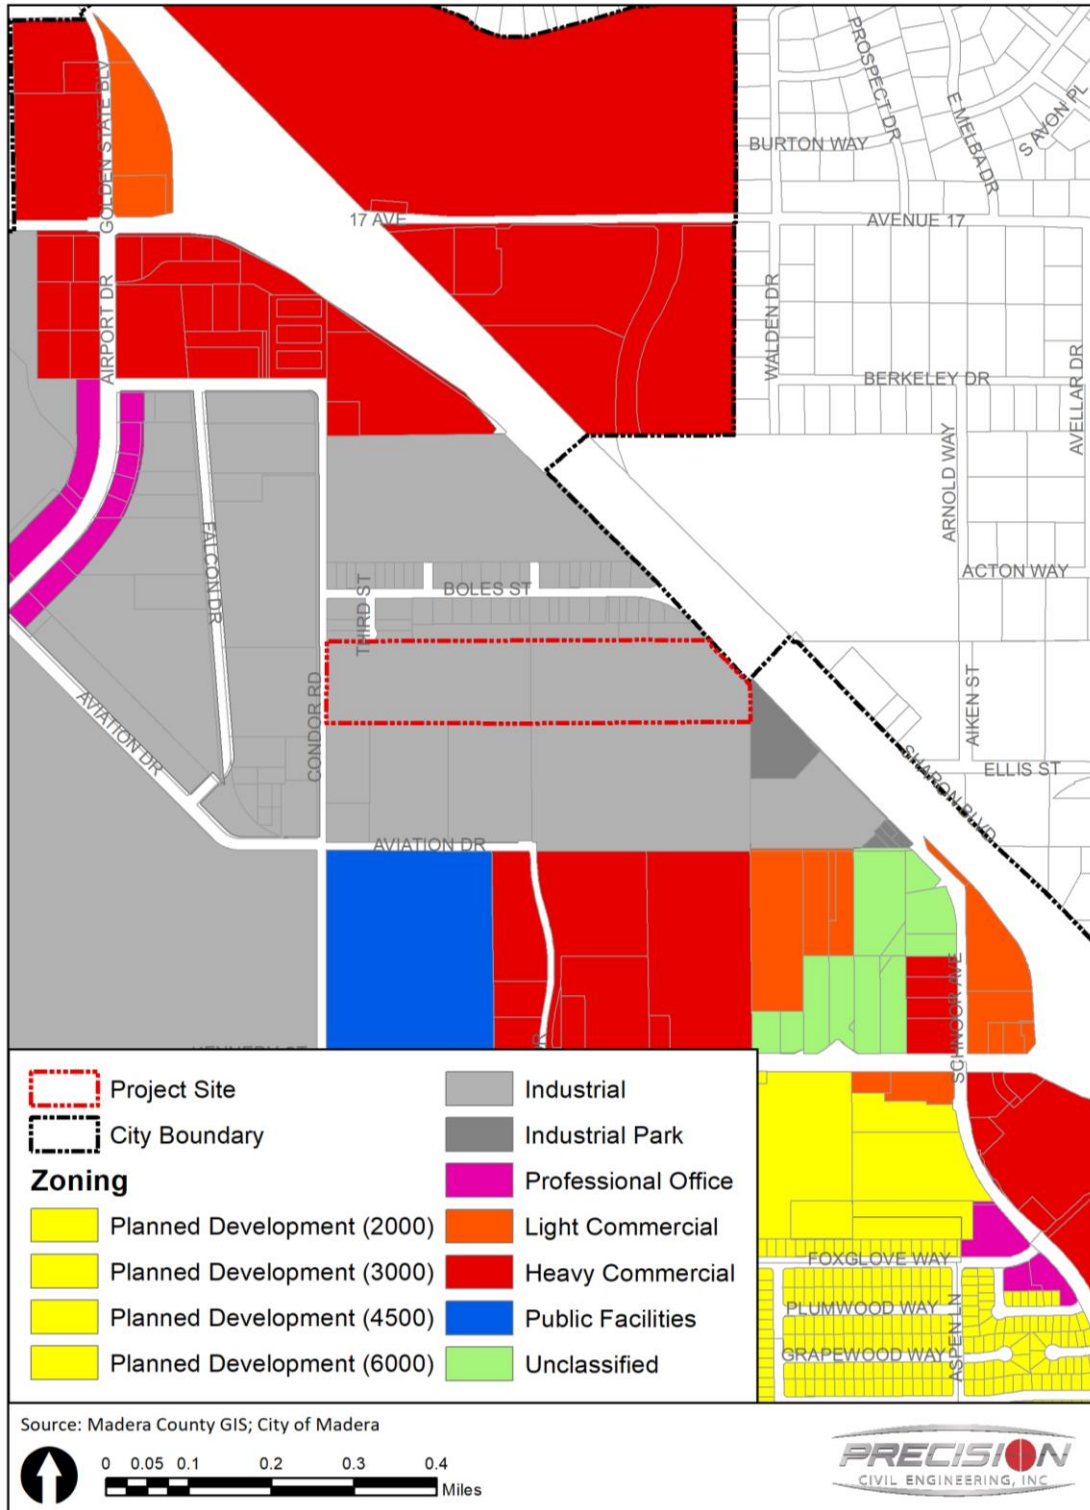 PROSPECT DR
E MELBA DR
S AVON PL
BURTON WAY
GOLDEN STATE BLV
17 AVE
AVENUE 17
AIRPORT DR
WALDEN DR
BERKELEY DR
AVELLAR DR
ARNOLD WAY
FALCON DR
ACTON WAY
BOLES ST
THIRD ST
CONDOR RD
AIKEN ST
AVIATION DR
ELLIS ST
SHARON BLVD
AVIATION DR
SCHNOOR AVE
Project Site
City Boundary
Zoning
Planned Development (2000)
Planned Development (3000)
Planned Development (4500)
Planned Development (6000)
Industrial
Industrial Park
Professional Office
Light Commercial
Heavy Commercial
Public Facilities
Unclassified
FOXGLOVE WAY
PLUMWOOD WAY
GRAPEWOOD WAY
ASPEN LN
Source: Madera County GIS; City of Madera
0 0.05 0.1 0.2 0.3 0.4
Miles
PRECISION
CIVIL ENGINEERING, INC